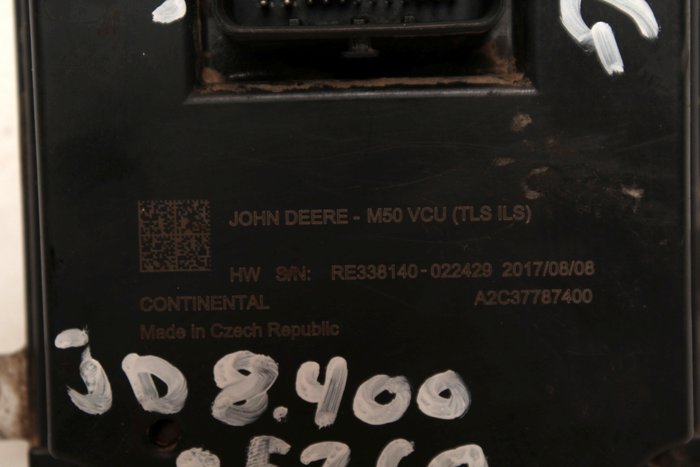 JOHN DEERE - M50 VCU (TLS ILS)
HW S/N: RE338140-022429 2017/08/08
CONTINENTAL A2C37787400
Made in Czech Republic
JD 8.400